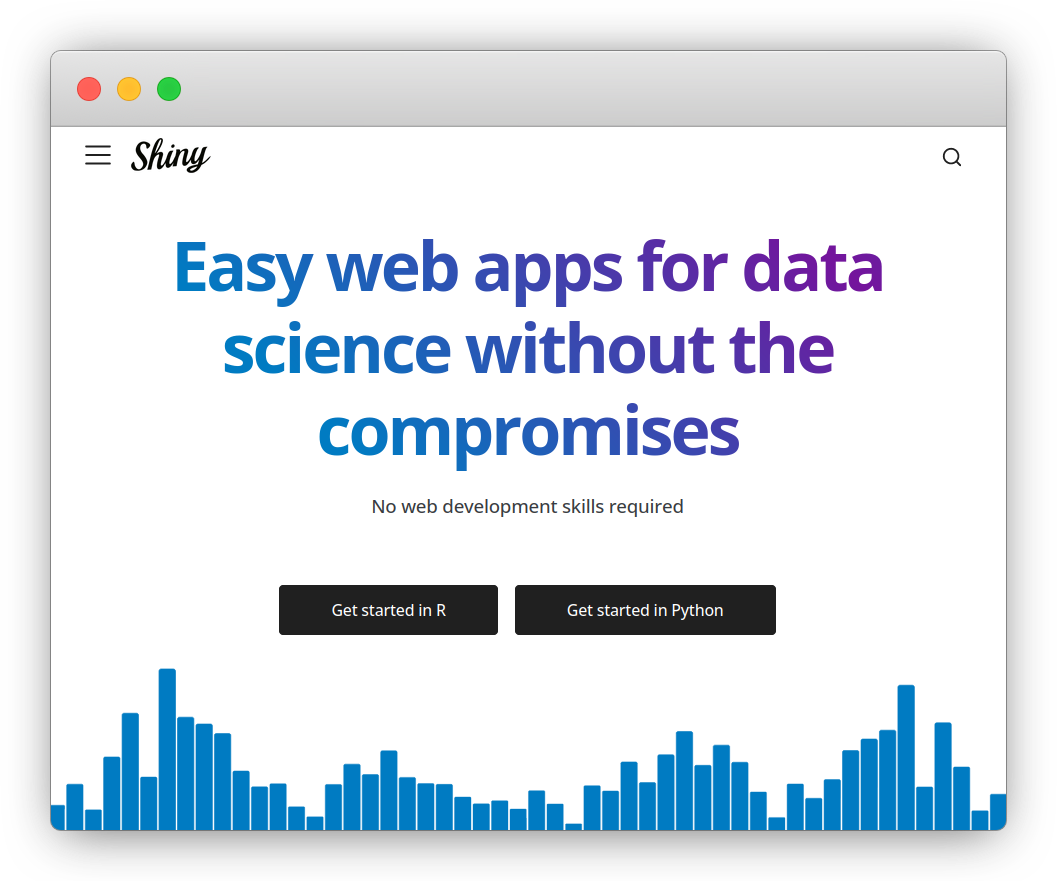 Shiny
Easy web apps for data
science without the
compromises
No web development skills required
Get started in R
Get started in Python